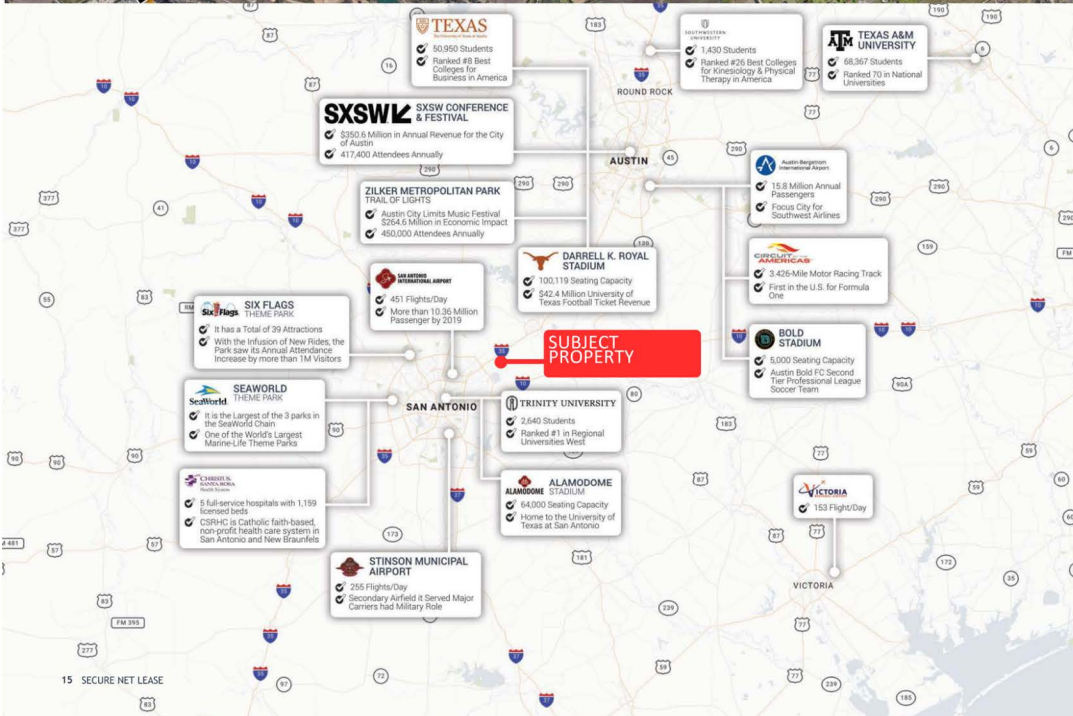 TEXAS
The University of Texas at Austin
50,950 Students
Ranked #8 Best
Colleges for
Business in America
SOUTHWESTERN
UNIVERSITY
1,430 Students
Ranked #26 Best Colleges
for Kinesiology & Physical
Therapy in America
ATM
TEXAS A&M
UNIVERSITY
68,367 Students
Ranked 70 in National
Universities
ROUND ROCK
SXSW
SXSW CONFERENCE
& FESTIVAL
$350.6 Million in Annual Revenue for the City
of Austin
417,400 Attendees Annually
AUSTIN
ZILKER METROPOLITAN PARK
TRAIL OF LIGHTS
Austin City Limits Music Festival
$264.6 Million in Economic Impact
450,000 Attendees Annually
Austin-Bergstrom
International Airport
15.8 Million Annual
Passengers
Focus City for
Southwest Airlines
DARRELL K. ROYAL
STADIUM
100,119 Seating Capacity
$42.4 Million University of
Texas Football Ticket Revenue
CIRCUIT OF THE
AMERICAS
3.426-Mile Motor Racing Track
First in the U.S. for Formula
One
SAN ANTONIO
INTERNATIONAL AIRPORT
451 Flights/Day
More than 10.36 Million
Passenger by 2019
Six Flags
SIX FLAGS
THEME PARK
It has a Total of 39 Attractions
With the Infusion of New Rides, the
Park saw its Annual Attendance
Increase by more than 1M Visitors
SUBJECT
PROPERTY
BOLD
STADIUM
5,000 Seating Capacity
Austin Bold FC Second
Tier Professional League
Soccer Team
SeaWorld
SEAWORLD
THEME PARK
It is the Largest of the 3 parks in
the SeaWorld Chain
One of the World's Largest
Marine-Life Theme Parks
SAN ANTONIO
TRINITY UNIVERSITY
2,640 Students
Ranked #1 in Regional
Universities West
CHRISTUS
SANTA ROSA
Health System
5 full-service hospitals with 1,159
licensed beds
CSRHC is Catholic faith-based,
non-profit health care system in
San Antonio and New Braunfels
ALAMODOME
ALAMODOME
STADIUM
64,000 Seating Capacity
Home to the University of
Texas at San Antonio
VICTORIA
153 Flight/Day
STINSON MUNICIPAL
AIRPORT
255 Flights/Day
Secondary Airfield it Served Major
Carriers had Military Role
VICTORIA
FM 395
15 SECURE NET LEASE